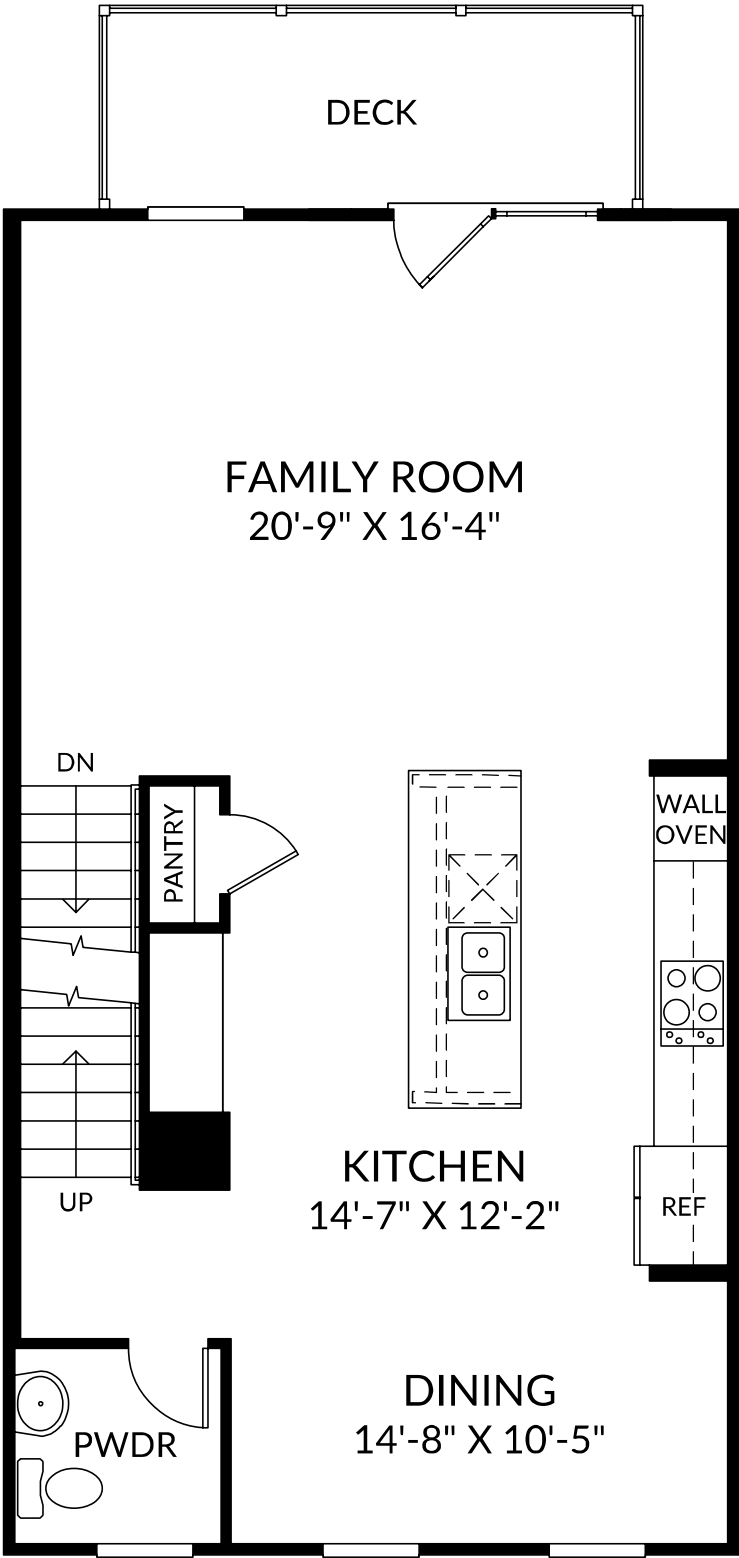 DECK
FAMILY ROOM
20'-9" X 16'-4"
DN
PANTRY
WALL
OVEN
KITCHEN
14'-7" X 12'-2"
UP
REF
DINING
14'-8" X 10'-5"
PWDR